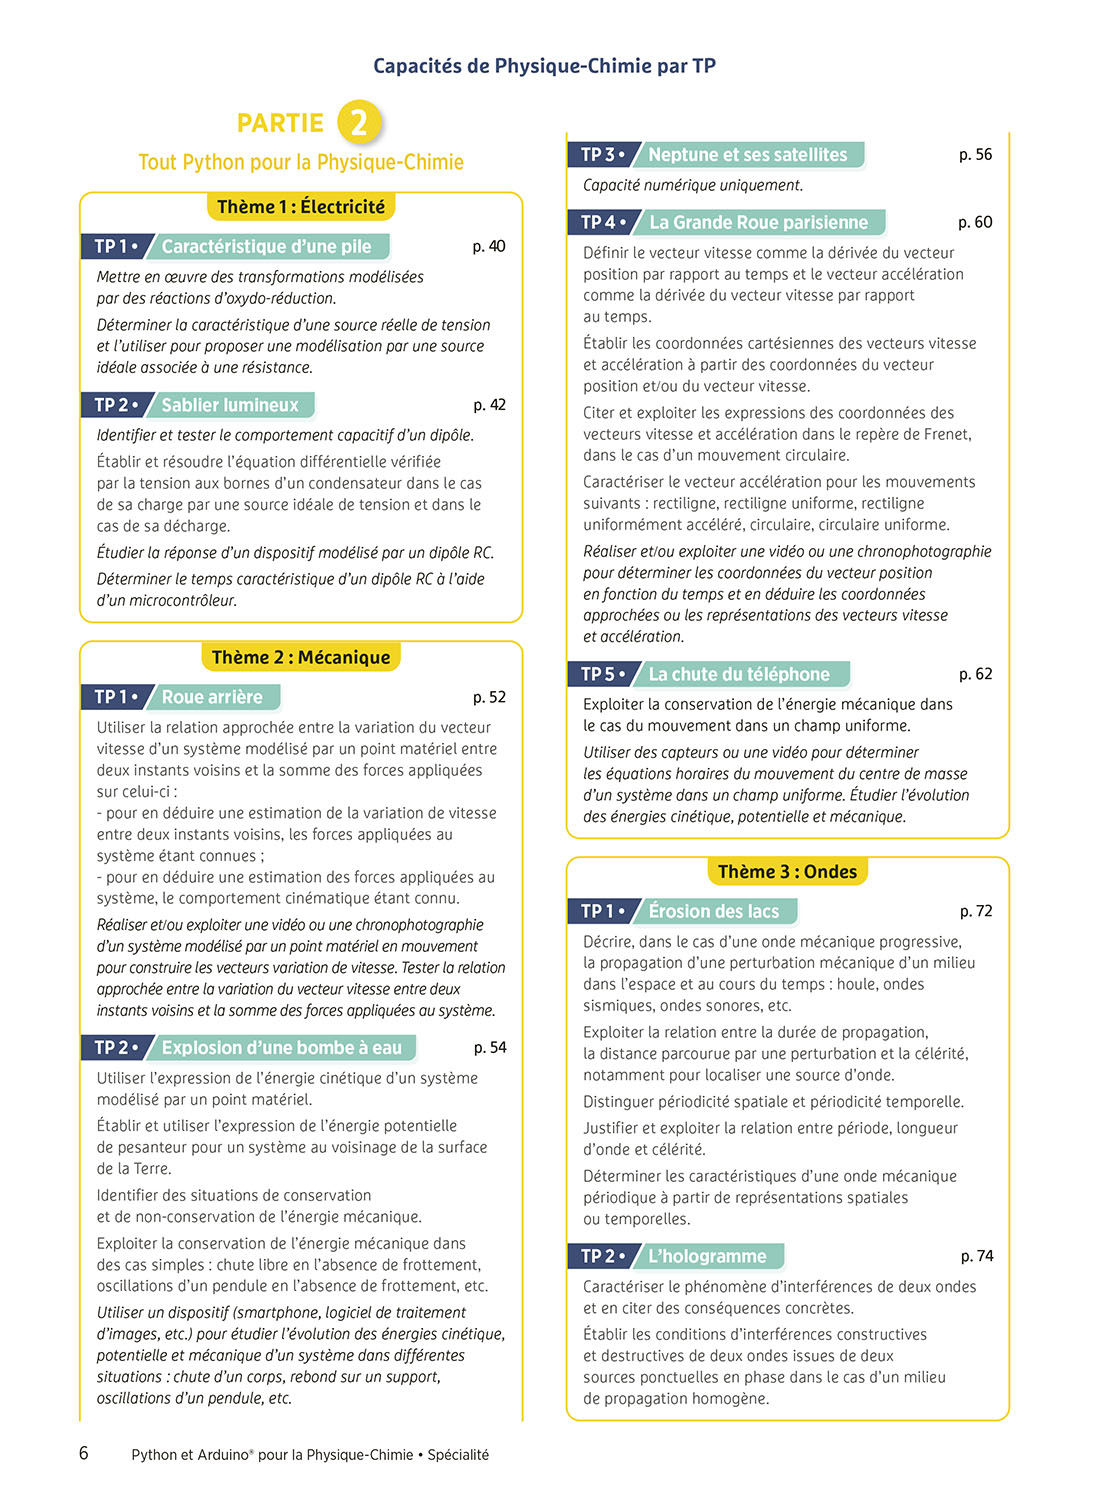 Capacités de Physique-Chimie par TP
PARTIE 2
Tout Python pour la Physique-Chimie
Thème 1 : Électricité
TP 1 • Caractéristique d’une pile p. 40
Mettre en œuvre des transformations modélisées
par des réactions d’oxydo-réduction.
Déterminer la caractéristique d’une source réelle de tension
et l’utiliser pour proposer une modélisation par une source
idéale associée à une résistance.
TP 2 • Sablier lumineux p. 42
Identifier et tester le comportement capacitif d’un dipôle.
Établir et résoudre l’équation différentielle vérifiée
par la tension aux bornes d’un condensateur dans le cas
de sa charge par une source idéale de tension et dans le
cas de sa décharge.
Étudier la réponse d’un dispositif modélisé par un dipôle RC.
Déterminer le temps caractéristique d’un dipôle RC à l’aide
d’un microcontrôleur.
Thème 2 : Mécanique
TP 1 • Roue arrière p. 52
Utiliser la relation approchée entre la variation du vecteur
vitesse d’un système modélisé par un point matériel entre
deux instants voisins et la somme des forces appliquées
sur celui-ci :
- pour en déduire une estimation de la variation de vitesse
entre deux instants voisins, les forces appliquées au
système étant connues ;
- pour en déduire une estimation des forces appliquées au
système, le comportement cinématique étant connu.
Réaliser et/ou exploiter une vidéo ou une chronophotographie
d’un système modélisé par un point matériel en mouvement
pour construire les vecteurs variation de vitesse. Tester la relation
approchée entre la variation du vecteur vitesse entre deux
instants voisins et la somme des forces appliquées au système.
TP 2 • Explosion d’une bombe à eau p. 54
Utiliser l’expression de l’énergie cinétique d’un système
modélisé par un point matériel.
Établir et utiliser l’expression de l’énergie potentielle
de pesanteur pour un système au voisinage de la surface
de la Terre.
Identifier des situations de conservation
et de non-conservation de l’énergie mécanique.
Exploiter la conservation de l’énergie mécanique dans
des cas simples : chute libre en l’absence de frottement,
oscillations d’un pendule en l’absence de frottement, etc.
Utiliser un dispositif (smartphone, logiciel de traitement
d’images, etc.) pour étudier l’évolution des énergies cinétique,
potentielle et mécanique d’un système dans différentes
situations : chute d’un corps, rebond sur un support,
oscillations d’un pendule, etc.
TP 3 • Neptune et ses satellites p. 56
Capacité numérique uniquement.
TP 4 • La Grande Roue parisienne p. 60
Définir le vecteur vitesse comme la dérivée du vecteur
position par rapport au temps et le vecteur accélération
comme la dérivée du vecteur vitesse par rapport
au temps.
Établir les coordonnées cartésiennes des vecteurs vitesse
et accélération à partir des coordonnées du vecteur
position et/ou du vecteur vitesse.
Citer et exploiter les expressions des coordonnées des
vecteurs vitesse et accélération dans le repère de Frenet,
dans le cas d’un mouvement circulaire.
Caractériser le vecteur accélération pour les mouvements
suivants : rectiligne, rectiligne uniforme, rectiligne
uniformément accéléré, circulaire, circulaire uniforme.
Réaliser et/ou exploiter une vidéo ou une chronophotographie
pour déterminer les coordonnées du vecteur position
en fonction du temps et en déduire les coordonnées
approchées ou les représentations des vecteurs vitesse
et accélération.
TP 5 • La chute du téléphone p. 62
Exploiter la conservation de l’énergie mécanique dans
le cas du mouvement dans un champ uniforme.
Utiliser des capteurs ou une vidéo pour déterminer
les équations horaires du mouvement du centre de masse
d’un système dans un champ uniforme. Étudier l’évolution
des énergies cinétique, potentielle et mécanique.
Thème 3 : Ondes
TP 1 • Érosion des lacs p. 72
Décrire, dans le cas d’une onde mécanique progressive,
la propagation d’une perturbation mécanique d’un milieu
dans l’espace et au cours du temps : houle, ondes
sismiques, ondes sonores, etc.
Exploiter la relation entre la durée de propagation,
la distance parcourue par une perturbation et la célérité,
notamment pour localiser une source d’onde.
Distinguer périodicité spatiale et périodicité temporelle.
Justifier et exploiter la relation entre période, longueur
d’onde et célérité.
Déterminer les caractéristiques d’une onde mécanique
périodique à partir de représentations spatiales
ou temporelles.
TP 2 • L’hologramme p. 74
Caractériser le phénomène d’interférences de deux ondes
et en citer des conséquences concrètes.
Établir les conditions d’interférences constructives
et destructives de deux ondes issues de deux
sources ponctuelles en phase dans le cas d’un milieu
de propagation homogène.
6 Python et Arduino® pour la Physique-Chimie • Spécialité